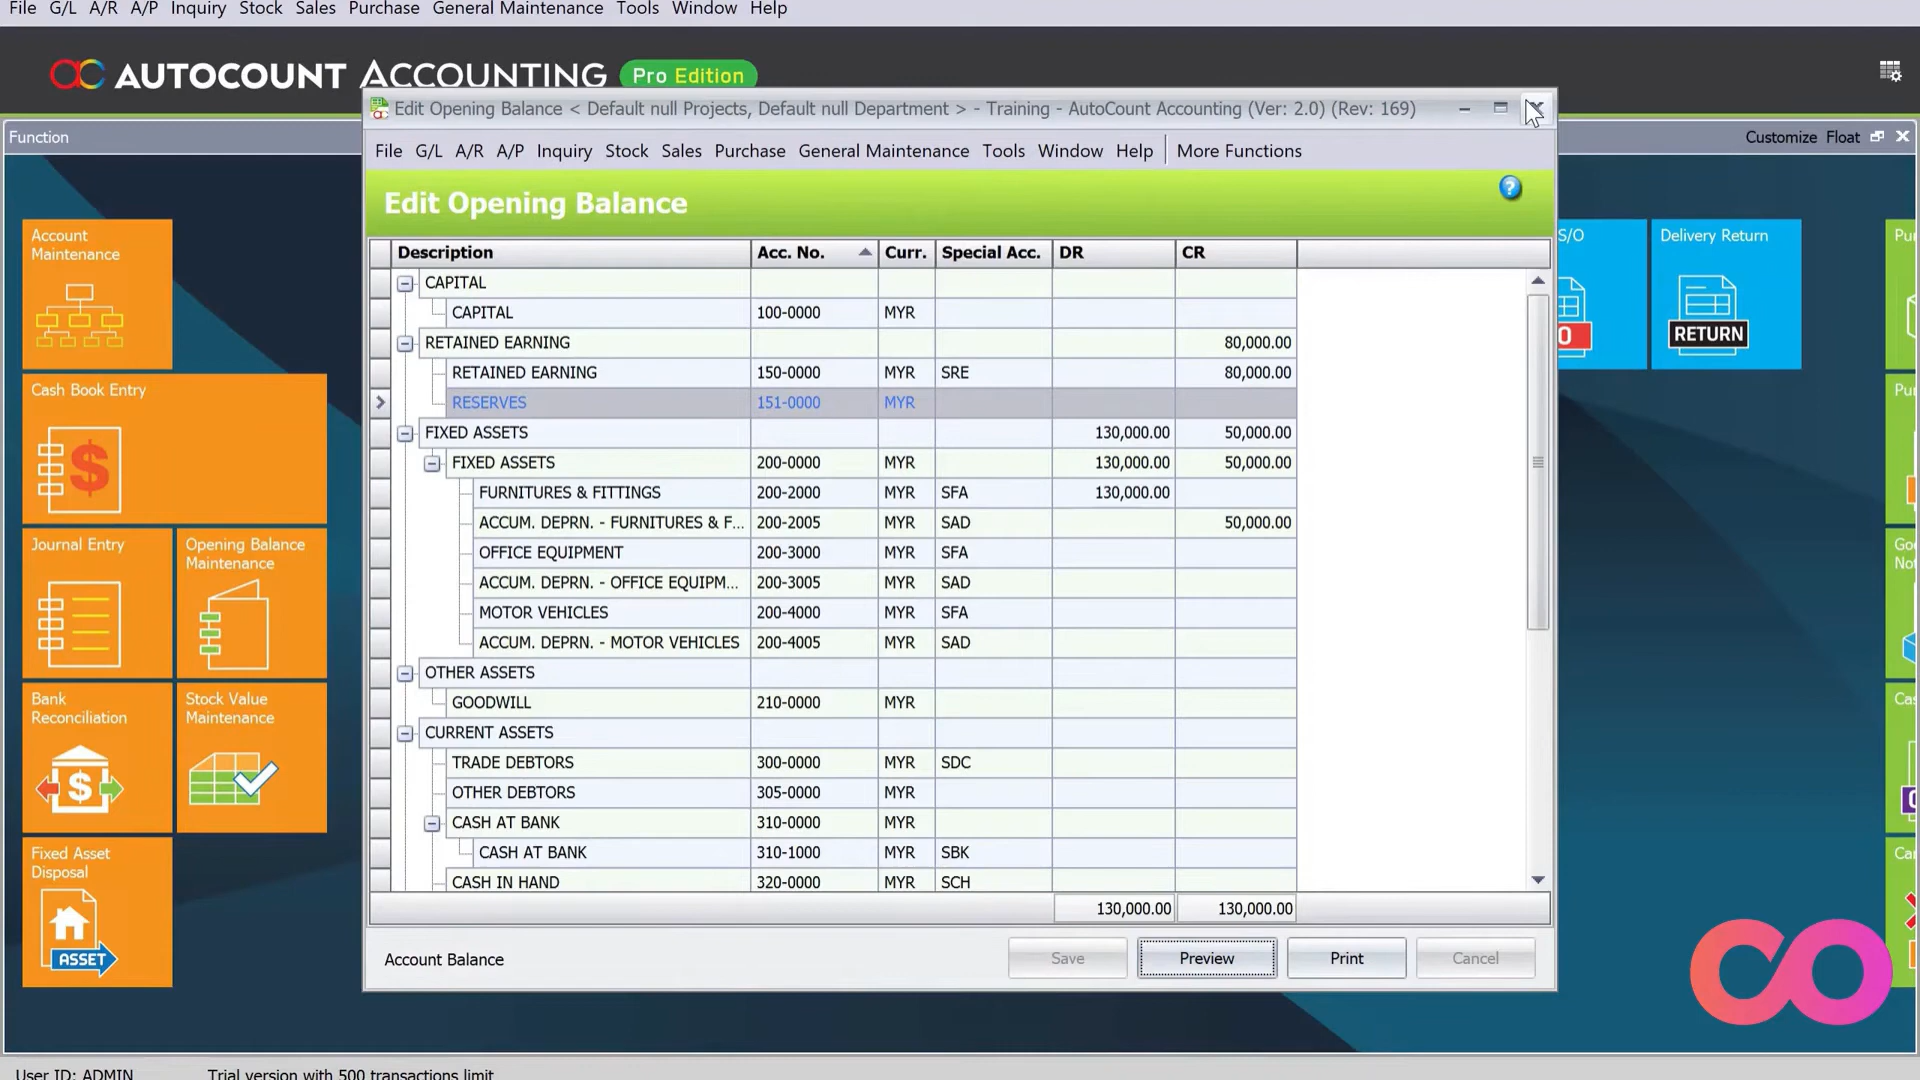 File G/L A/R A/P Inquiry Stock Sales Purchase General Maintenance Tools Window Help
AUTOCOUNT ACCOUNTING Pro Edition
Edit Opening Balance < Default null Projects, Default null Department > - Training - AutoCount Accounting (Ver: 2.0) (Rev: 169)
Function
Customize Float
File G/L A/R A/P Inquiry Stock Sales Purchase General Maintenance Tools Window Help More Functions
Edit Opening Balance
Description Acc. No. Curr. Special Acc. DR CR
CAPITAL
CAPITAL 100-0000 MYR
RETAINED EARNING 80,000.00
RETAINED EARNING 150-0000 MYR SRE 80,000.00
RESERVES 151-0000 MYR
FIXED ASSETS 130,000.00 50,000.00
FIXED ASSETS 200-0000 MYR 130,000.00 50,000.00
FURNITURES & FITTINGS 200-2000 MYR SFA 130,000.00
ACCUM. DEPRN. - FURNITURES & F... 200-2005 MYR SAD 50,000.00
OFFICE EQUIPMENT 200-3000 MYR SFA
ACCUM. DEPRN. - OFFICE EQUIPM... 200-3005 MYR SAD
MOTOR VEHICLES 200-4000 MYR SFA
ACCUM. DEPRN. - MOTOR VEHICLES 200-4005 MYR SAD
OTHER ASSETS
GOODWILL 210-0000 MYR
CURRENT ASSETS
TRADE DEBTORS 300-0000 MYR SDC
OTHER DEBTORS 305-0000 MYR
CASH AT BANK 310-0000 MYR
CASH AT BANK 310-1000 MYR SBK
CASH IN HAND 320-0000 MYR SCH
130,000.00 130,000.00
Account Balance Save Preview Print Cancel
Account
Maintenance
Cash Book Entry
Journal Entry
Opening Balance
Maintenance
Bank
Reconciliation
Stock Value
Maintenance
Fixed Asset
Disposal
ASSET
S/O
Delivery Return
RETURN
User ID: ADMIN Trial version with 500 transactions limit